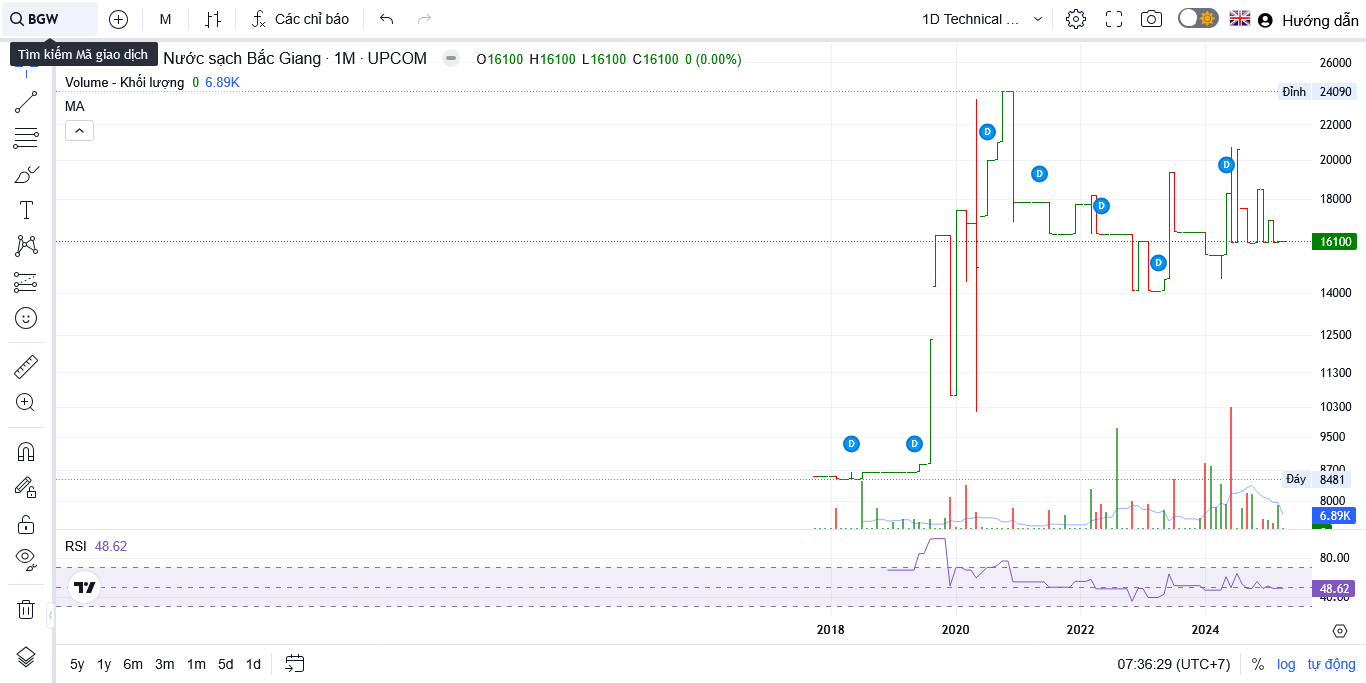 BGW
M
Các chỉ báo
1D Technical ...
Hướng dẫn
Tìm kiếm Mã giao dịch
Nước sạch Bắc Giang · 1M · UPCOM
O16100 H16100 L16100 C16100 0 (0.00%)
Volume - Khối lượng 0 6.89K
MA
26000
Đỉnh 24090
22000
20000
18000
16100
14000
12500
11300
10300
9500
8700
Đáy 8481
8000
6.89K
D
D
D
D
D
D
D
RSI 48.62
80.00
48.62
40.00
2018 2020 2022 2024
5y 1y 6m 3m 1m 5d 1d
07:36:29 (UTC+7) % log tự động